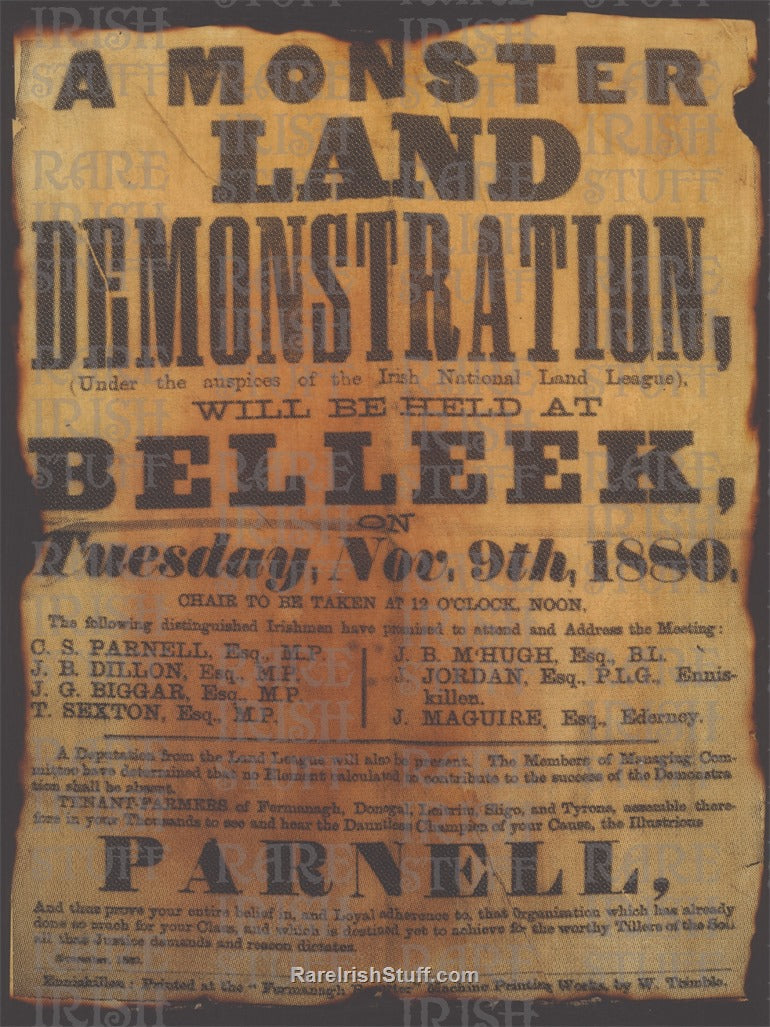 A MONSTER
LAND
DEMONSTRATION,
(Under the auspices of the Irish National Land League),
WILL BE HELD AT
BELLEEK,
ON
Tuesday, Nov. 9th, 1880.
CHAIR TO BE TAKEN AT 12 O'CLOCK, NOON.
The following distinguished Irishmen have promised to attend and Address the Meeting:
C. S. PARNELL, Esq., M.P.
J. B. DILLON, Esq., M.P.
J. G. BIGGAR, Esq., M.P.
T. SEXTON, Esq., M.P.
J. B. M'HUGH, Esq., B.L.
J. JORDAN, Esq., P.L.G., Ennis-
killen.
J. MAGUIRE, Esq., Ederney.
A Deputation from the Land League will also be present. The Members of Managing Com-
mittee have determined that no Element calculated to contribute to the success of the Demonstra
tion shall be absent.
TENANT-FARMERS of Fermanagh, Donegal, Leitrim, Sligo, and Tyrone, assemble there-
fore in your Thousands to see and hear the Dauntless Champion of your Cause, the Illustrious
PARNELL,
And thus prove your entire belief in, and Loyal adherence to, that Organisation which has already
done so much for your Class, and which is destined yet to achieve for the worthy Tillers of the Soil
all that Justice demands and reason dictates.
1880.
Enniskillen: Printed at the "Fermanagh Reporter" Machine Printing Works, by W. Trimble.
RareIrishStuff.com